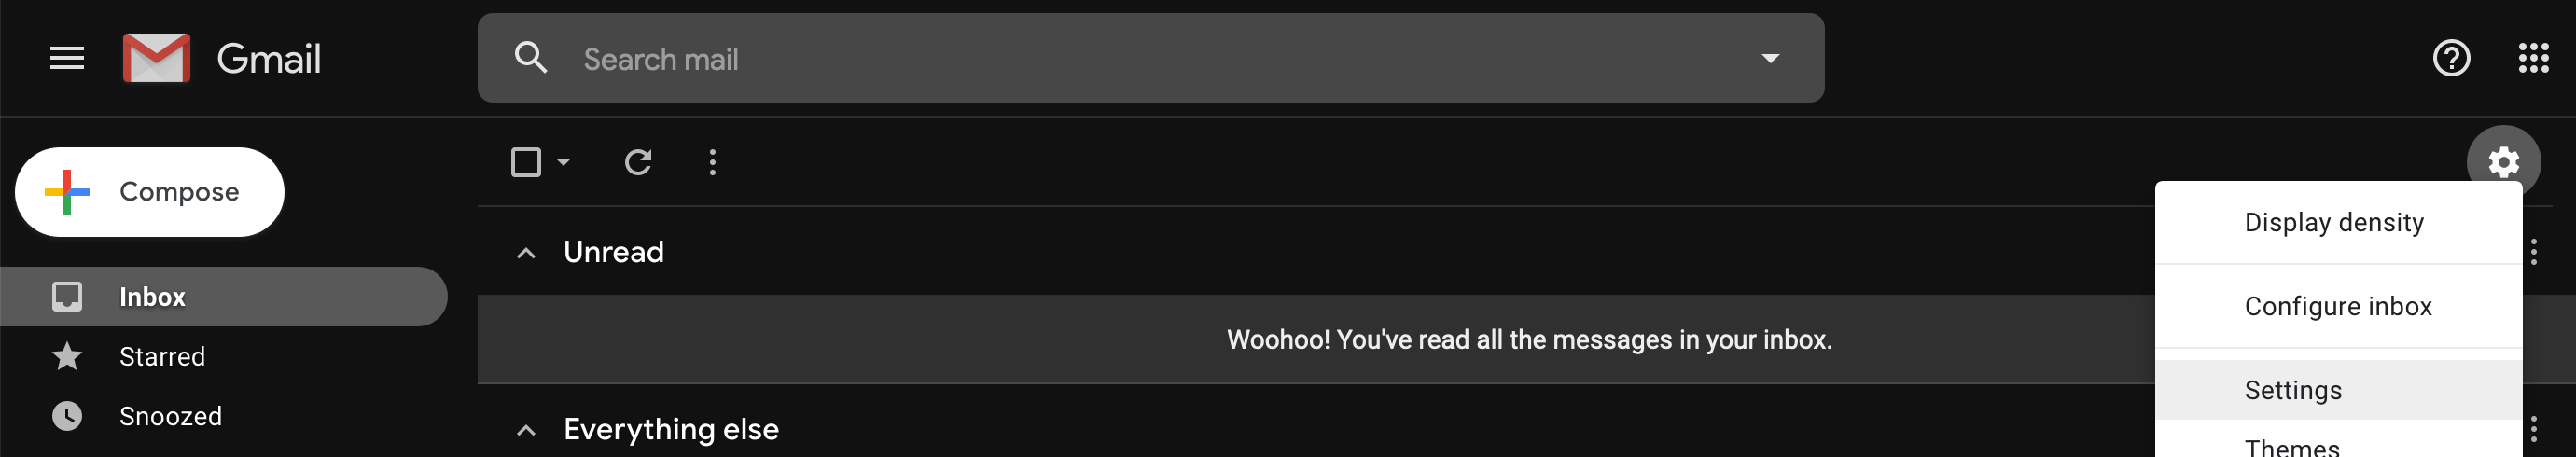 Gmail
Search mail
Compose
Display density
Unread
Inbox
Configure inbox
Woohoo! You've read all the messages in your inbox.
Starred
Settings
Snoozed
Everything else
Themes